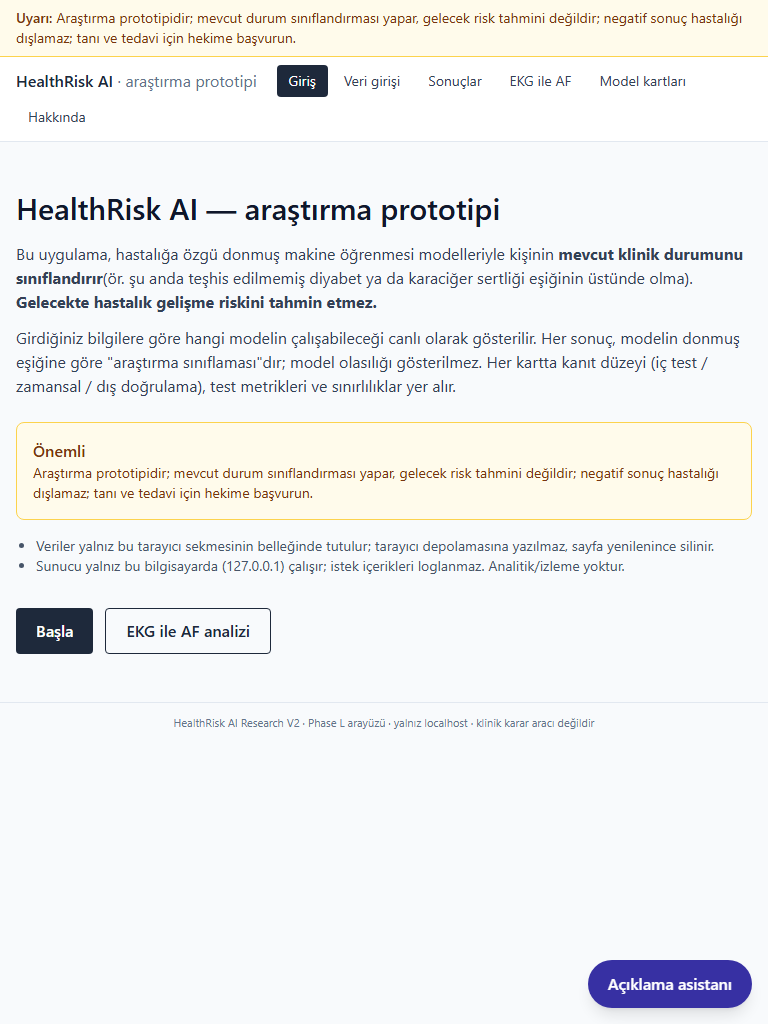 Uyarı: Araştırma prototipidir; mevcut durum sınıflandırması yapar, gelecek risk tahmini değildir; negatif sonuç hastalığı
dışlamaz; tanı ve tedavi için hekime başvurun.
HealthRisk AI · araştırma prototipi
Giriş
Veri girişi
Sonuçlar
EKG ile AF
Model kartları
Hakkında
HealthRisk AI — araştırma prototipi
Bu uygulama, hastalığa özgü donmuş makine öğrenmesi modelleriyle kişinin mevcut klinik durumunu
sınıflandırır(ör. şu anda teşhis edilmemiş diyabet ya da karaciğer sertliği eşiğinin üstünde olma).
Gelecekte hastalık gelişme riskini tahmin etmez.
Girdiğiniz bilgilere göre hangi modelin çalışabileceği canlı olarak gösterilir. Her sonuç, modelin donmuş
eşiğine göre "araştırma sınıflaması"dır; model olasılığı gösterilmez. Her kartta kanıt düzeyi (iç test /
zamansal / dış doğrulama), test metrikleri ve sınırlılıklar yer alır.
Önemli
Araştırma prototipidir; mevcut durum sınıflandırması yapar, gelecek risk tahmini değildir; negatif sonuç hastalığı
dışlamaz; tanı ve tedavi için hekime başvurun.
• Veriler yalnız bu tarayıcı sekmesinin belleğinde tutulur; tarayıcı depolamasına yazılmaz, sayfa yenilenince silinir.
• Sunucu yalnız bu bilgisayarda (127.0.0.1) çalışır; istek içerikleri loglanmaz. Analitik/izleme yoktur.
Başla
EKG ile AF analizi
HealthRisk AI Research V2 · Phase L arayüzü · yalnız localhost · klinik karar aracı değildir
Açıklama asistanı